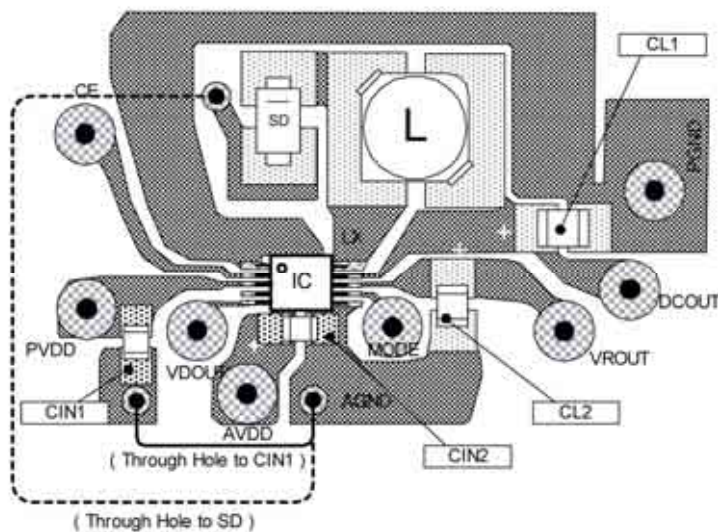 CL1
CE
SD
L
PGND
LX
IC
DCOUT
PVDD
VDOUT
MODE
VROUT
CIN1
AGND
CL2
AVDD
CIN2
( Through Hole to CIN1 )
( Through Hole to SD )